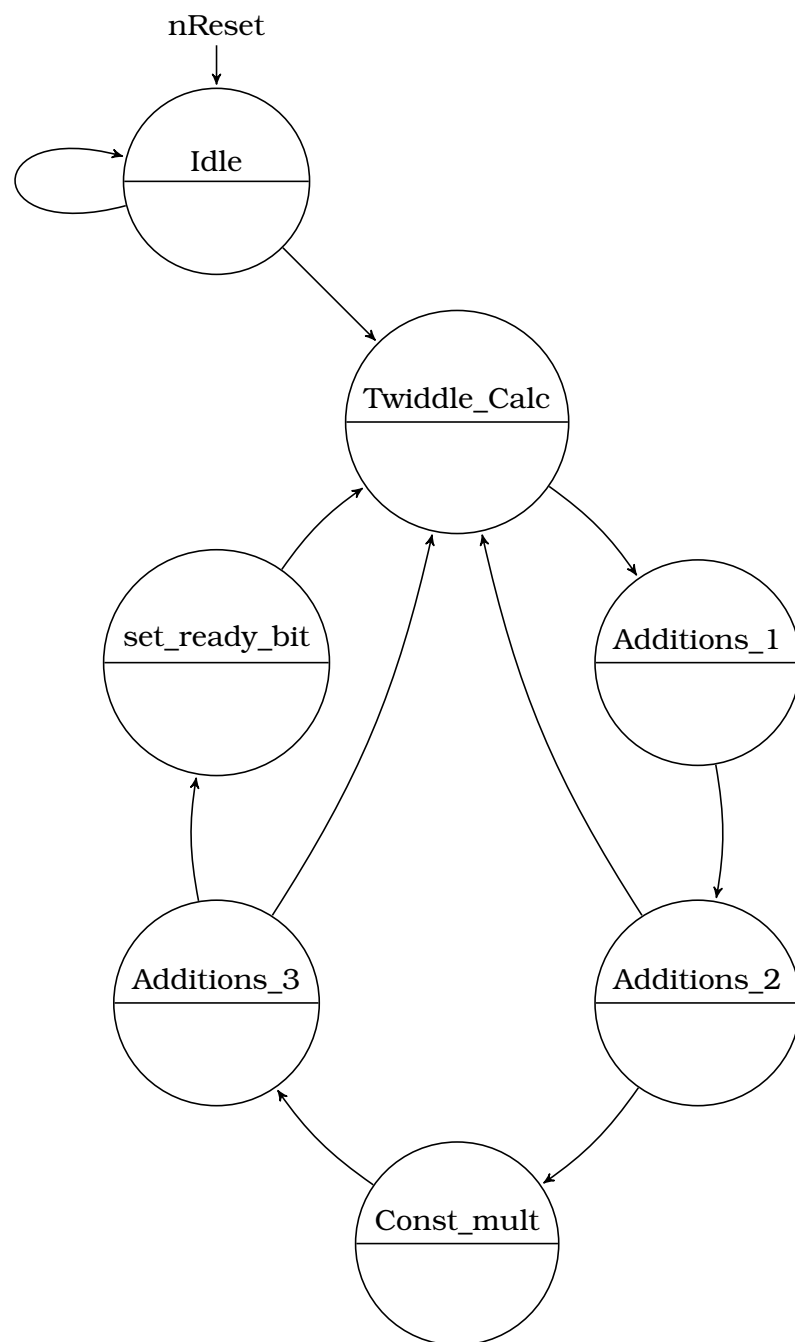 nReset
Idle
Twiddle_Calc
set_ready_bit
Additions_1
Additions_3
Additions_2
Const_mult